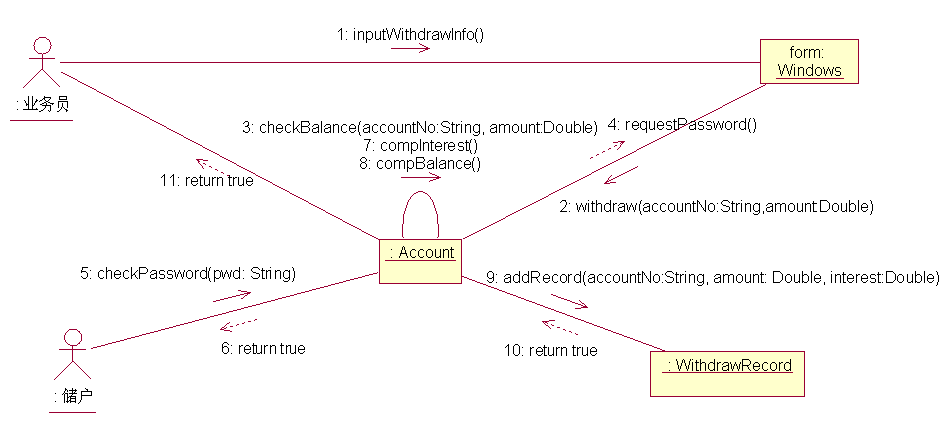 1: inputWithdrawInfo()
form:
Windows
: 业务员
3: checkBalance(accountNo:String, amount:Double)
7: compInterest()
8: compBalance()
4: requestPassword()
11: return true
2: withdraw(accountNo:String,amount:Double)
: Account
5: checkPassword(pwd: String)
9: addRecord(accountNo:String, amount: Double, interest:Double)
6: return true
10: return true
: WithdrawRecord
: 储户